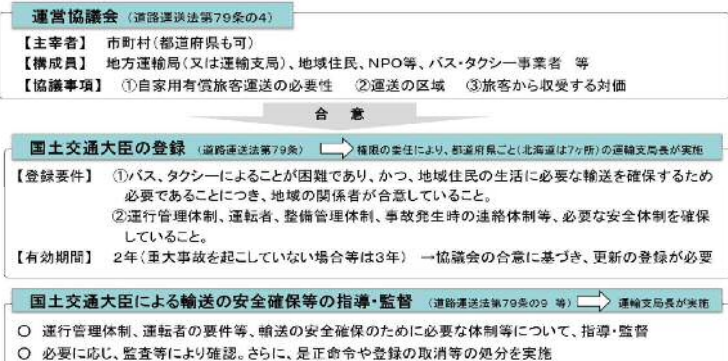 運営協議会 (道路運送法第79条の4)
【主宰者】 市町村(都道府県も可)
【構成員】 地方運輸局(又は運輸支局)、地域住民、NPO等、バス・タクシー事業者 等
【協議事項】 ①自家用有償旅客運送の必要性 ②運送の区域 ③旅客から収受する対価
合 意
国土交通大臣の登録 (道路運送法第79条) 権限の委任により、都道府県ごと(北海道は7ヶ所)の運輸支局長が実施
【登録要件】 ①バス、タクシーによることが困難であり、かつ、地域住民の生活に必要な輸送を確保するため
必要であることにつき、地域の関係者が合意していること。
②運行管理体制、運転者、整備管理体制、事故発生時の連絡体制等、必要な安全体制を確保
していること。
【有効期間】 2年(重大事故を起こしていない場合等は3年) →協議会の合意に基づき、更新の登録が必要
国土交通大臣による輸送の安全確保等の指導・監督 (道路運送法第79条の9 等) 運輸支局長が実施
○ 運行管理体制、運転者の要件等、輸送の安全確保のために必要な体制等について、指導・監督
○ 必要に応じ、監査等により確認。さらに、是正命令や登録の取消等の処分を実施